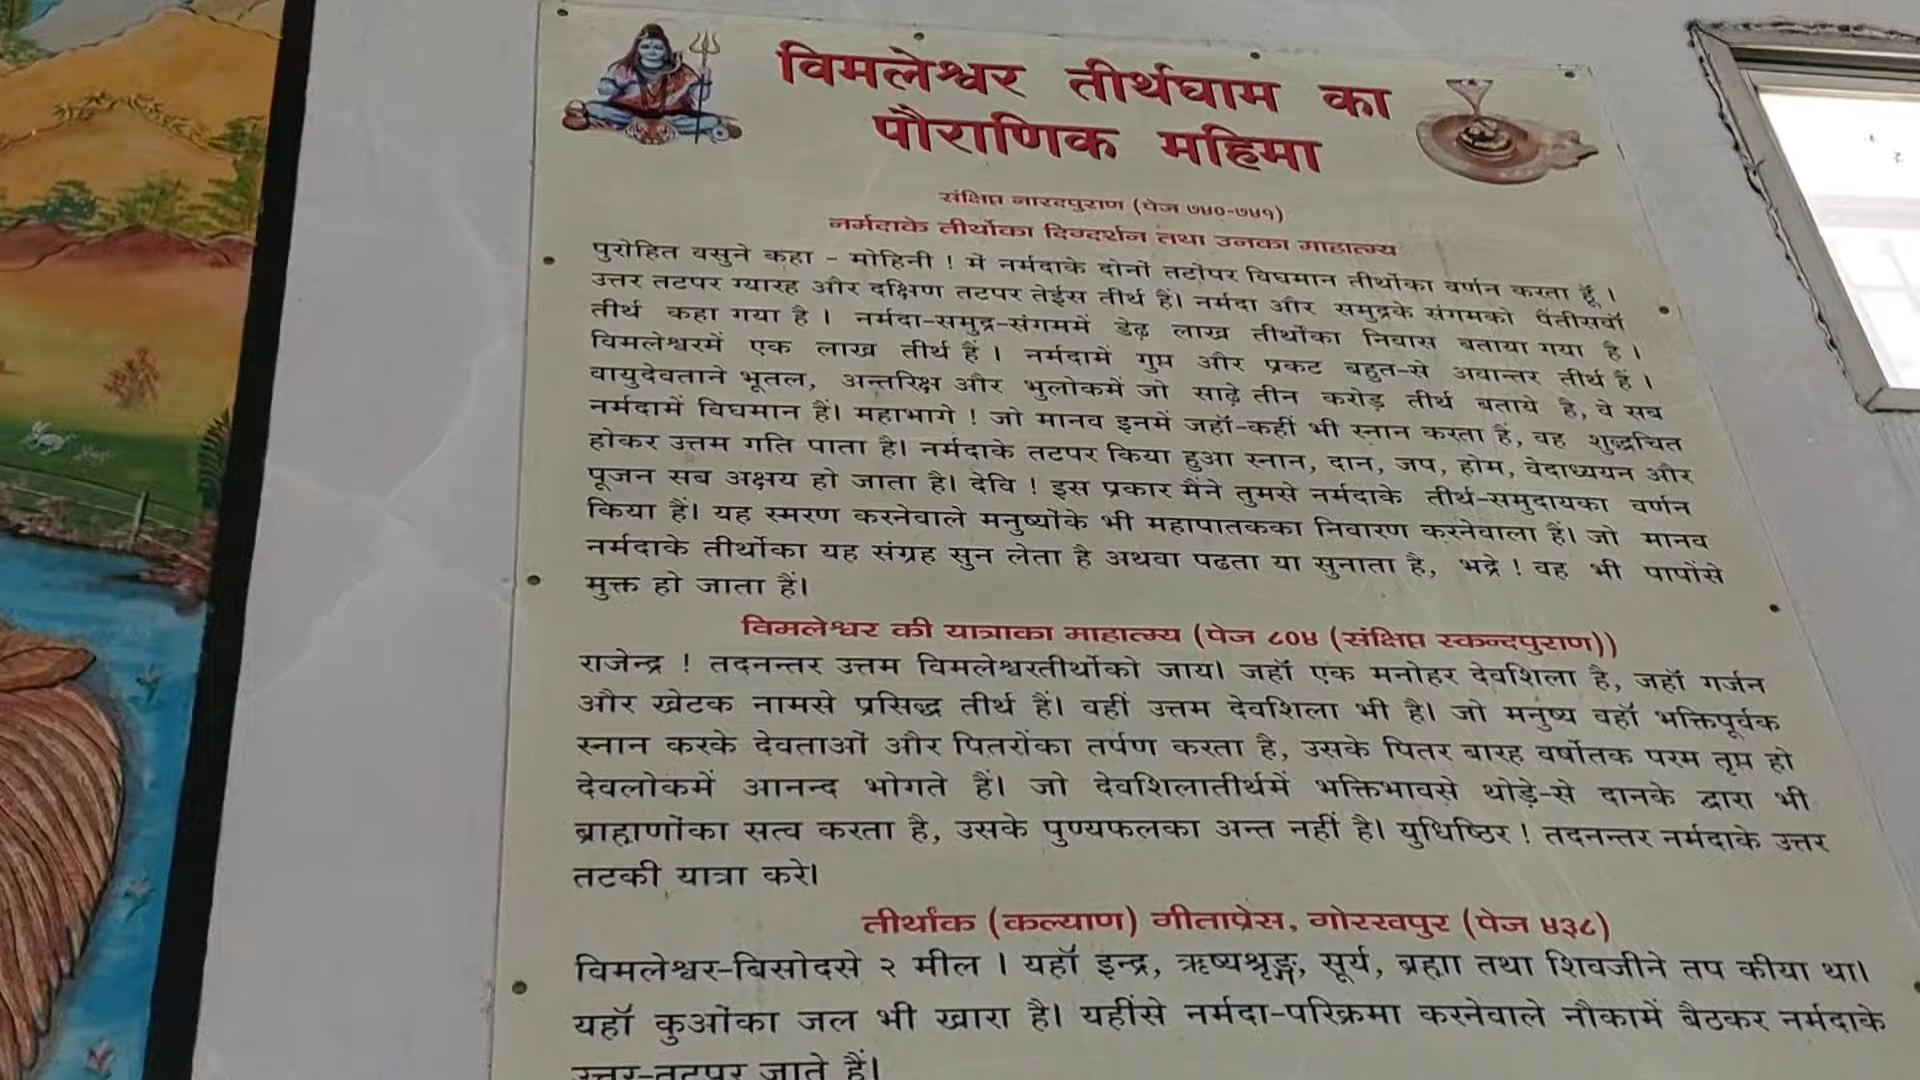 विमलेश्वर तीर्थघाम का
पौराणिक महिमा
संक्षिप्त नारदपुराण (पेज ७४०-७४१)
नर्मदाके तीर्थोका दिग्दर्शन तथा उनका माहात्म्य
पुरोहित वसुने कहा - मोहिनी ! में नर्मदाके दोनों तटोंपर विघमान तीर्थोका वर्णन करता हूँ ।
उत्तर तटपर ग्यारह और दक्षिण तटपर तेईस तीर्थ हैं। नर्मदा और समुद्रके संगमको पैंतीसवॉ
तीर्थ कहा गया है । नर्मदा-समुद्र-संगममें डेढ़ लाख तीर्थोंका निवास बताया गया है ।
विमलेश्वरमें एक लाख तीर्थ हैं । नर्मदामें गुप्त और प्रकट बहुत-से अवान्तर तीर्थ हैं ।
वायुदेवताने भूतल, अन्तरिक्ष और भुलोकमें जो साढ़े तीन करोड़ तीर्थ बताये है, वे सब
नर्मदामें विघमान हैं। महाभागे ! जो मानव इनमें जहॉ-कहीं भी स्नान करता हैं, वह शुद्धचित
होकर उत्तम गति पाता है। नर्मदाके तटपर किया हुआ स्नान, दान, जप, होम, वेदाध्ययन और
पूजन सब अक्षय हो जाता है। देवि ! इस प्रकार मैंने तुमसे नर्मदाके तीर्थ-समुदायका वर्णन
किया हैं। यह स्मरण करनेवाले मनुष्योंके भी महापातकका निवारण करनेवाला हैं। जो मानव
नर्मदाके तीर्थोका यह संग्रह सुन लेता है अथवा पढता या सुनाता है, भद्रे ! वह भी पापोंसे
मुक्त हो जाता हैं।
विमलेश्वर की यात्राका माहात्म्य (पेज ८०४ (संक्षिप्त स्कन्दपुराण))
राजेन्द्र ! तदनन्तर उत्तम विमलेश्वरतीर्थोको जाय। जहॉ एक मनोहर देवशिला है, जहॉ गर्जन
और खेटक नामसे प्रसिद्ध तीर्थ हैं। वहीं उत्तम देवशिला भी है। जो मनुष्य वहॉ भक्तिपूर्वक
स्नान करके देवताओं और पितरोंका तर्पण करता है, उसके पितर बारह वर्षोतक परम तृप्त हो
देवलोकमें आनन्द भोगते हैं। जो देवशिलातीर्थमें भक्तिभावसे थोड़े-से दानके द्वारा भी
ब्राहाणोंका सत्व करता है, उसके पुण्यफलका अन्त नहीं है। युधिष्ठिर ! तदनन्तर नर्मदाके उत्तर
तटकी यात्रा करे।
तीर्थांक (कल्याण) गीताप्रेस, गोरखपुर (पेज ४३८)
विमलेश्वर-बिसोदसे २ मील । यहॉ इन्द्र, ऋष्यश्रृङ्ग, सूर्य, ब्रहाा तथा शिवजीने तप कीया था।
यहॉ कुओंका जल भी खारा है। यहींसे नर्मदा-परिक्रमा करनेवाले नौकामें बैठकर नर्मदाके
उत्तर-तटपर जाते हैं।